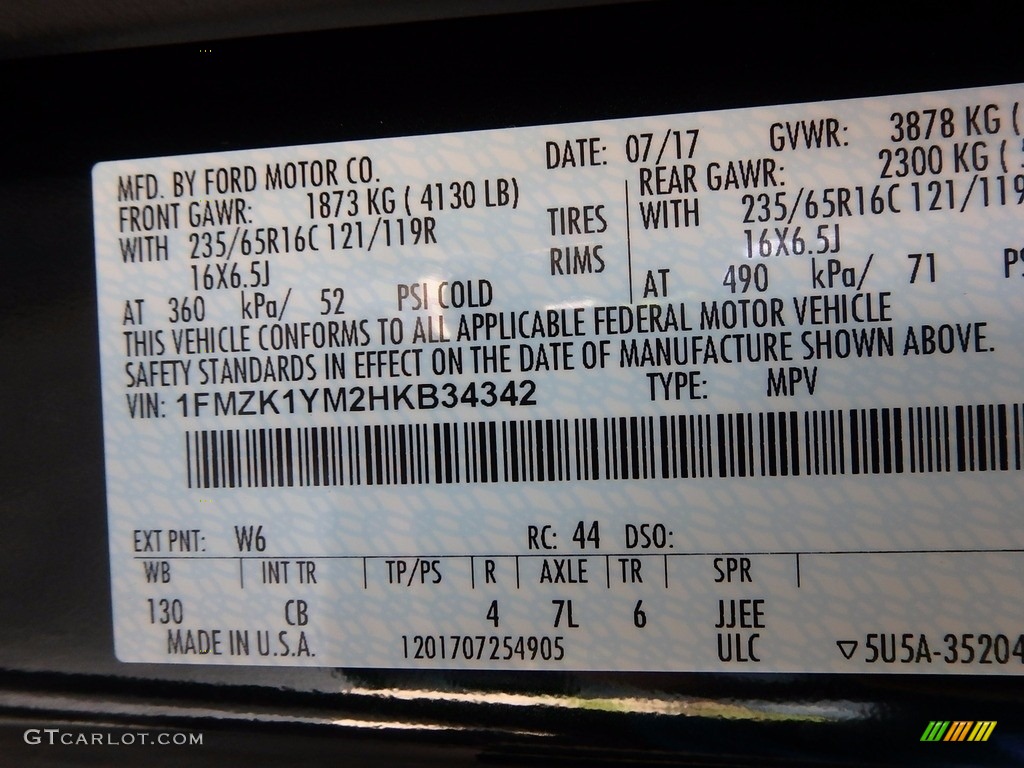 MFD. BY FORD MOTOR CO. DATE: 07/17 GVWR: 3878 KG (
FRONT GAWR: 1873 KG ( 4130 LB) REAR GAWR: 2300 KG (
WITH 235/65R16C 121/119R TIRES WITH 235/65R16C 121/119
16X6.5J RIMS 16X6.5J
AT 360 kPa/ 52 PSI COLD AT 490 kPa/ 71 PS
THIS VEHICLE CONFORMS TO ALL APPLICABLE FEDERAL MOTOR VEHICLE
SAFETY STANDARDS IN EFFECT ON THE DATE OF MANUFACTURE SHOWN ABOVE.
VIN: 1FMZK1YM2HKB34342 TYPE: MPV
EXT PNT: W6 RC: 44 DSO:
WB INT TR TP/PS R AXLE TR SPR
130 CB 4 7L 6 JJEE
MADE IN U.S.A. 1201707254905 ULC ▽5U5A-35204
GTCARLOT.COM